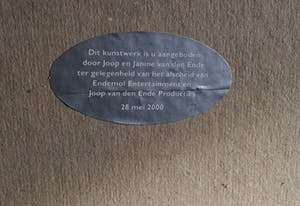 Dit kunstwerk is u aangeboden
door Joop en Janine van den Ende
ter gelegenheid van het afscheid van
Endemol Entertainment en
Joop van den Ende Producties
28 mei 2000